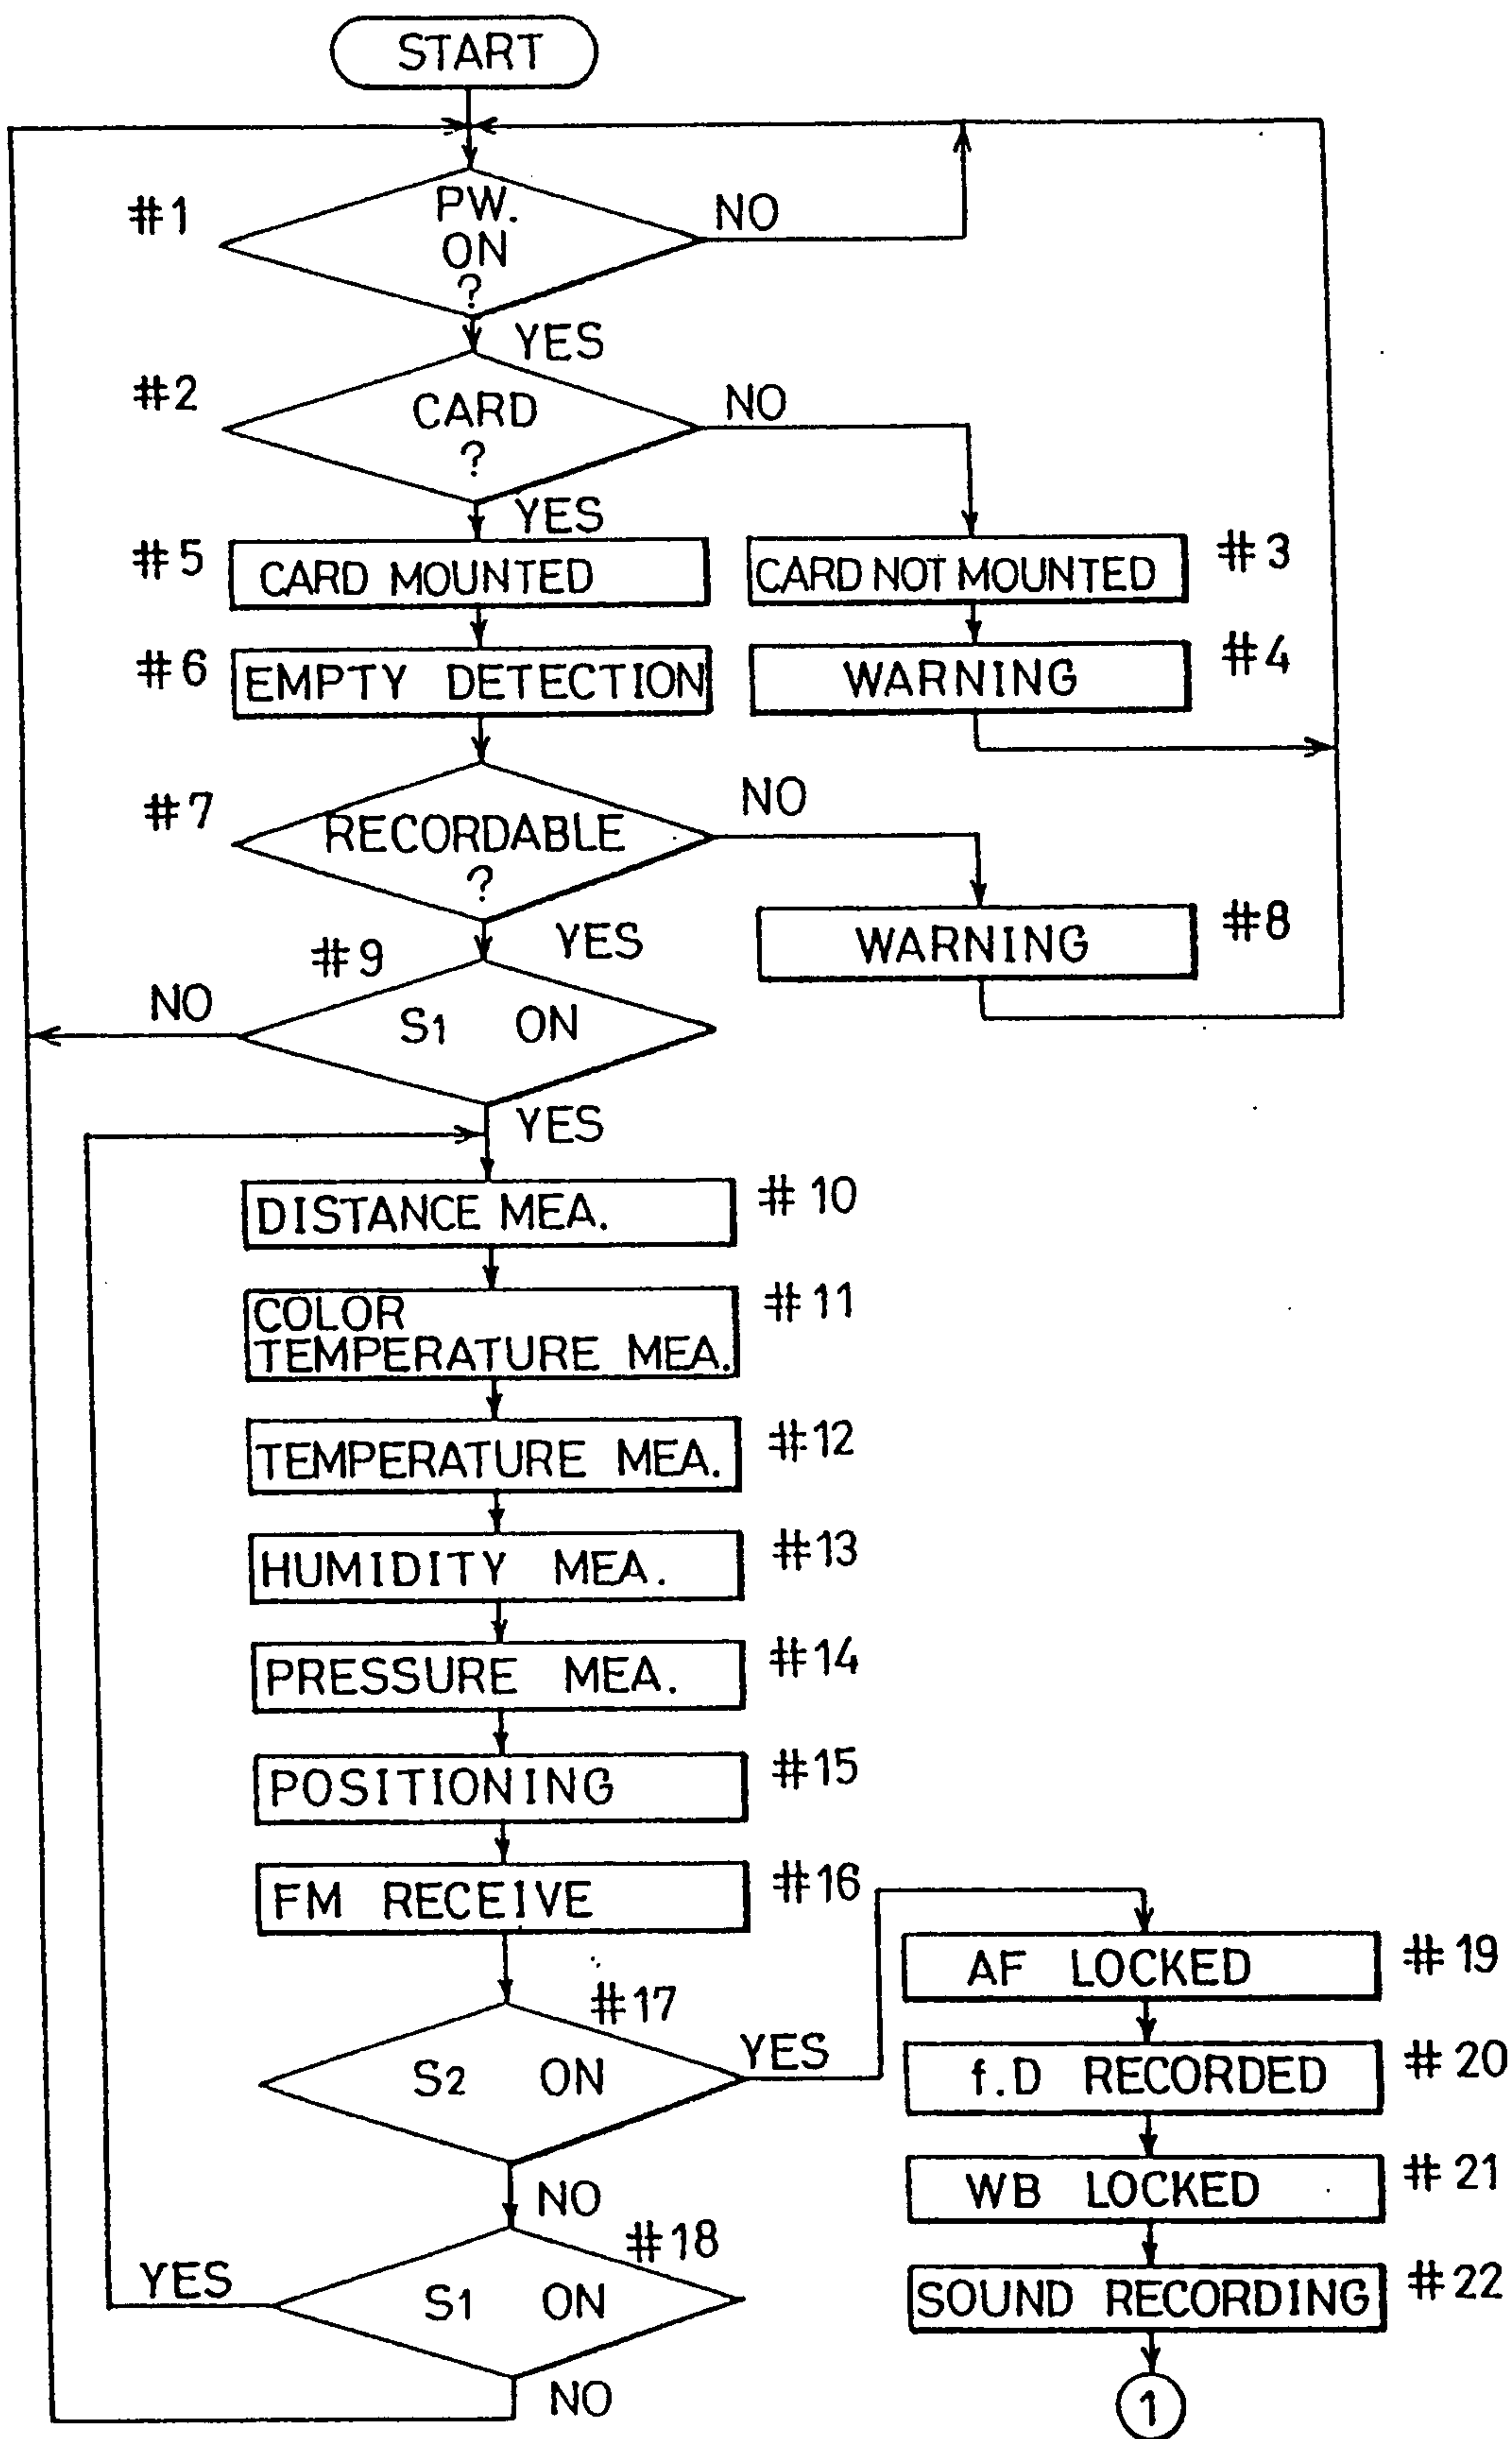 START
#1
PW.
ON
?
NO
YES
#2
CARD
?
NO
YES
#5
CARD MOUNTED
CARD NOT MOUNTED
#3
#6
EMPTY DETECTION
WARNING
#4
#7
RECORDABLE
?
NO
YES
WARNING
#8
#9
NO
S1 ON
YES
DISTANCE MEA.
#10
COLOR
TEMPERATURE MEA.
#11
TEMPERATURE MEA.
#12
HUMIDITY MEA.
#13
PRESSURE MEA.
#14
POSITIONING
#15
FM RECEIVE
#16
#17
S2 ON
YES
NO
#18
YES
S1 ON
NO
AF LOCKED
#19
f.D RECORDED
#20
WB LOCKED
#21
SOUND RECORDING
#22
1